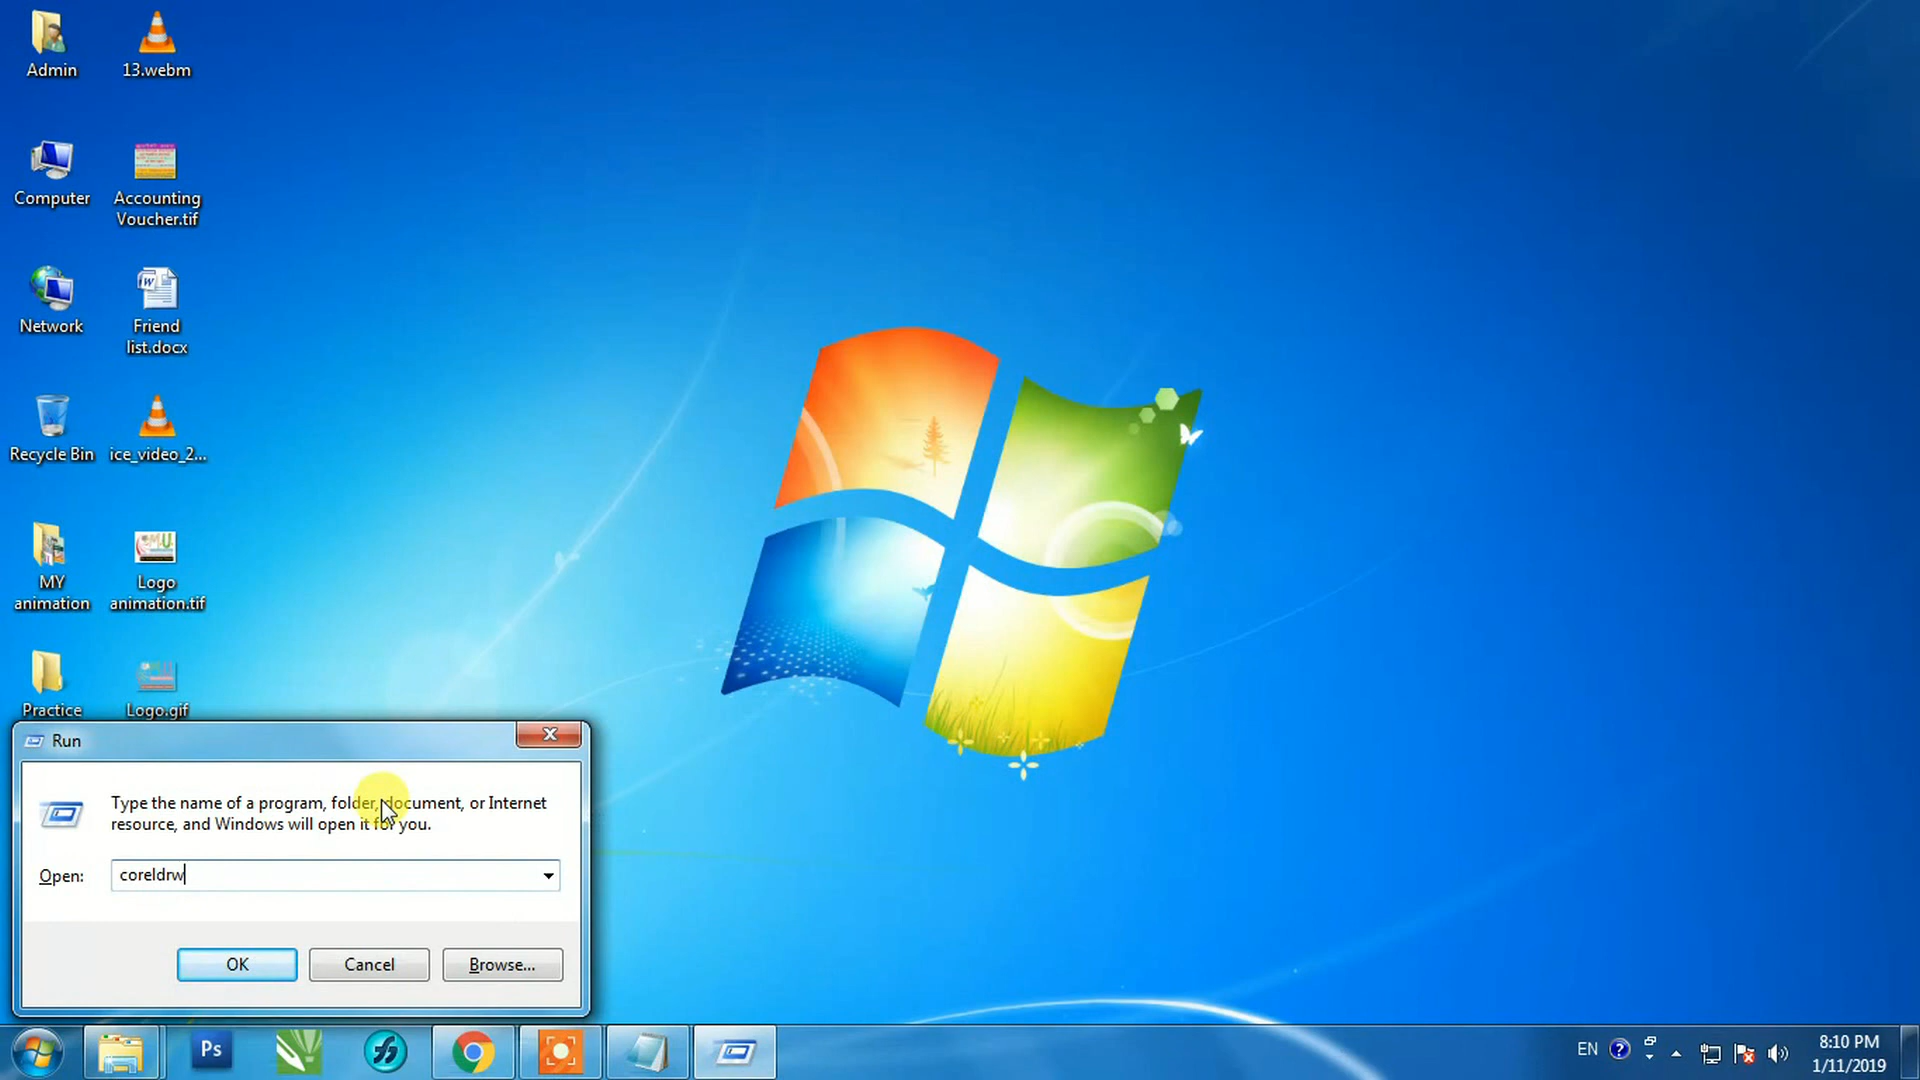 Admin
13.webm
Computer
Accounting
Voucher.tif
Network
Friend
list.docx
Recycle Bin
ice_video_2...
MY
animation
Logo
animation.tif
Practice
Logo.gif
Run
Type the name of a program, folder, document, or Internet
resource, and Windows will open it for you.
Open:
coreldrw
OK
Cancel
Browse...
Ps
EN
8:10 PM
1/11/2019